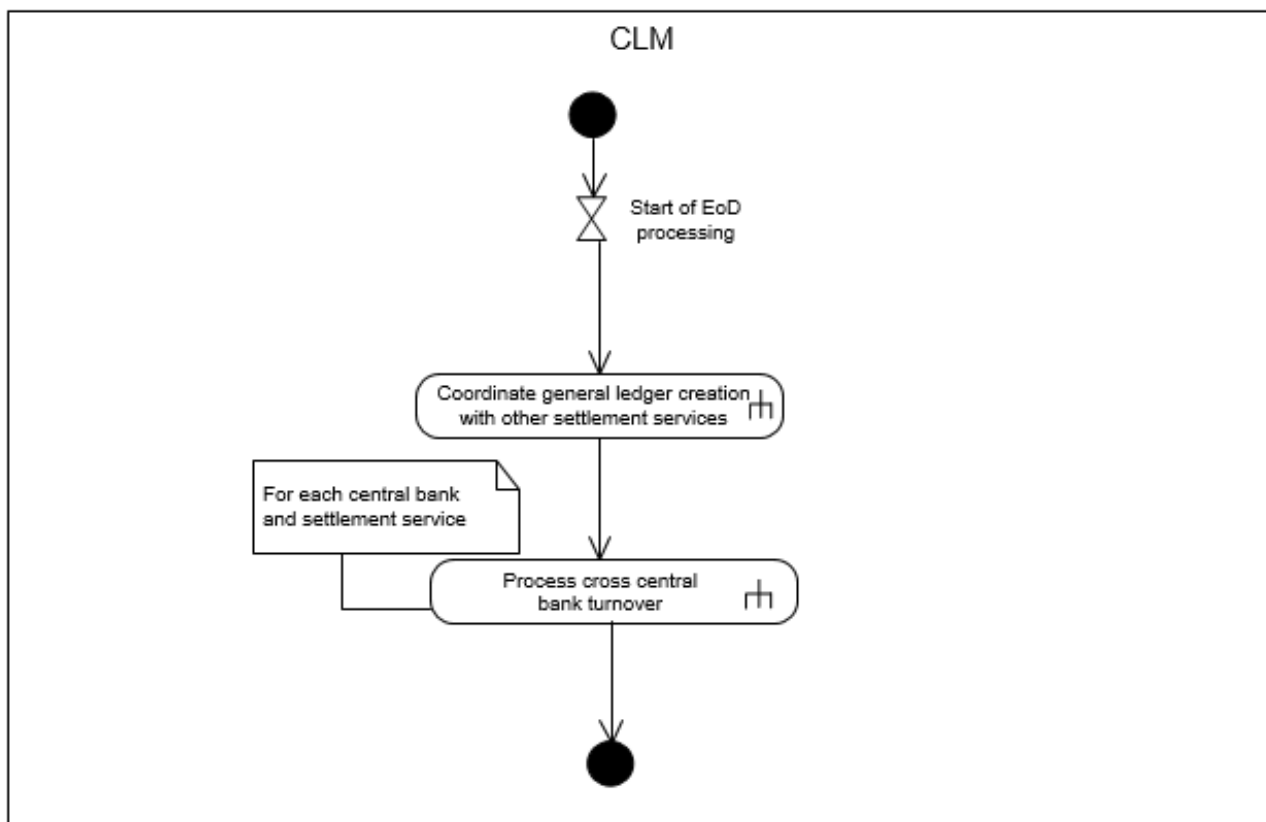 CLM
Start of EoD
processing
Coordinate general ledger creation
with other settlement services
For each central bank
and settlement service
Process cross central
bank turnover